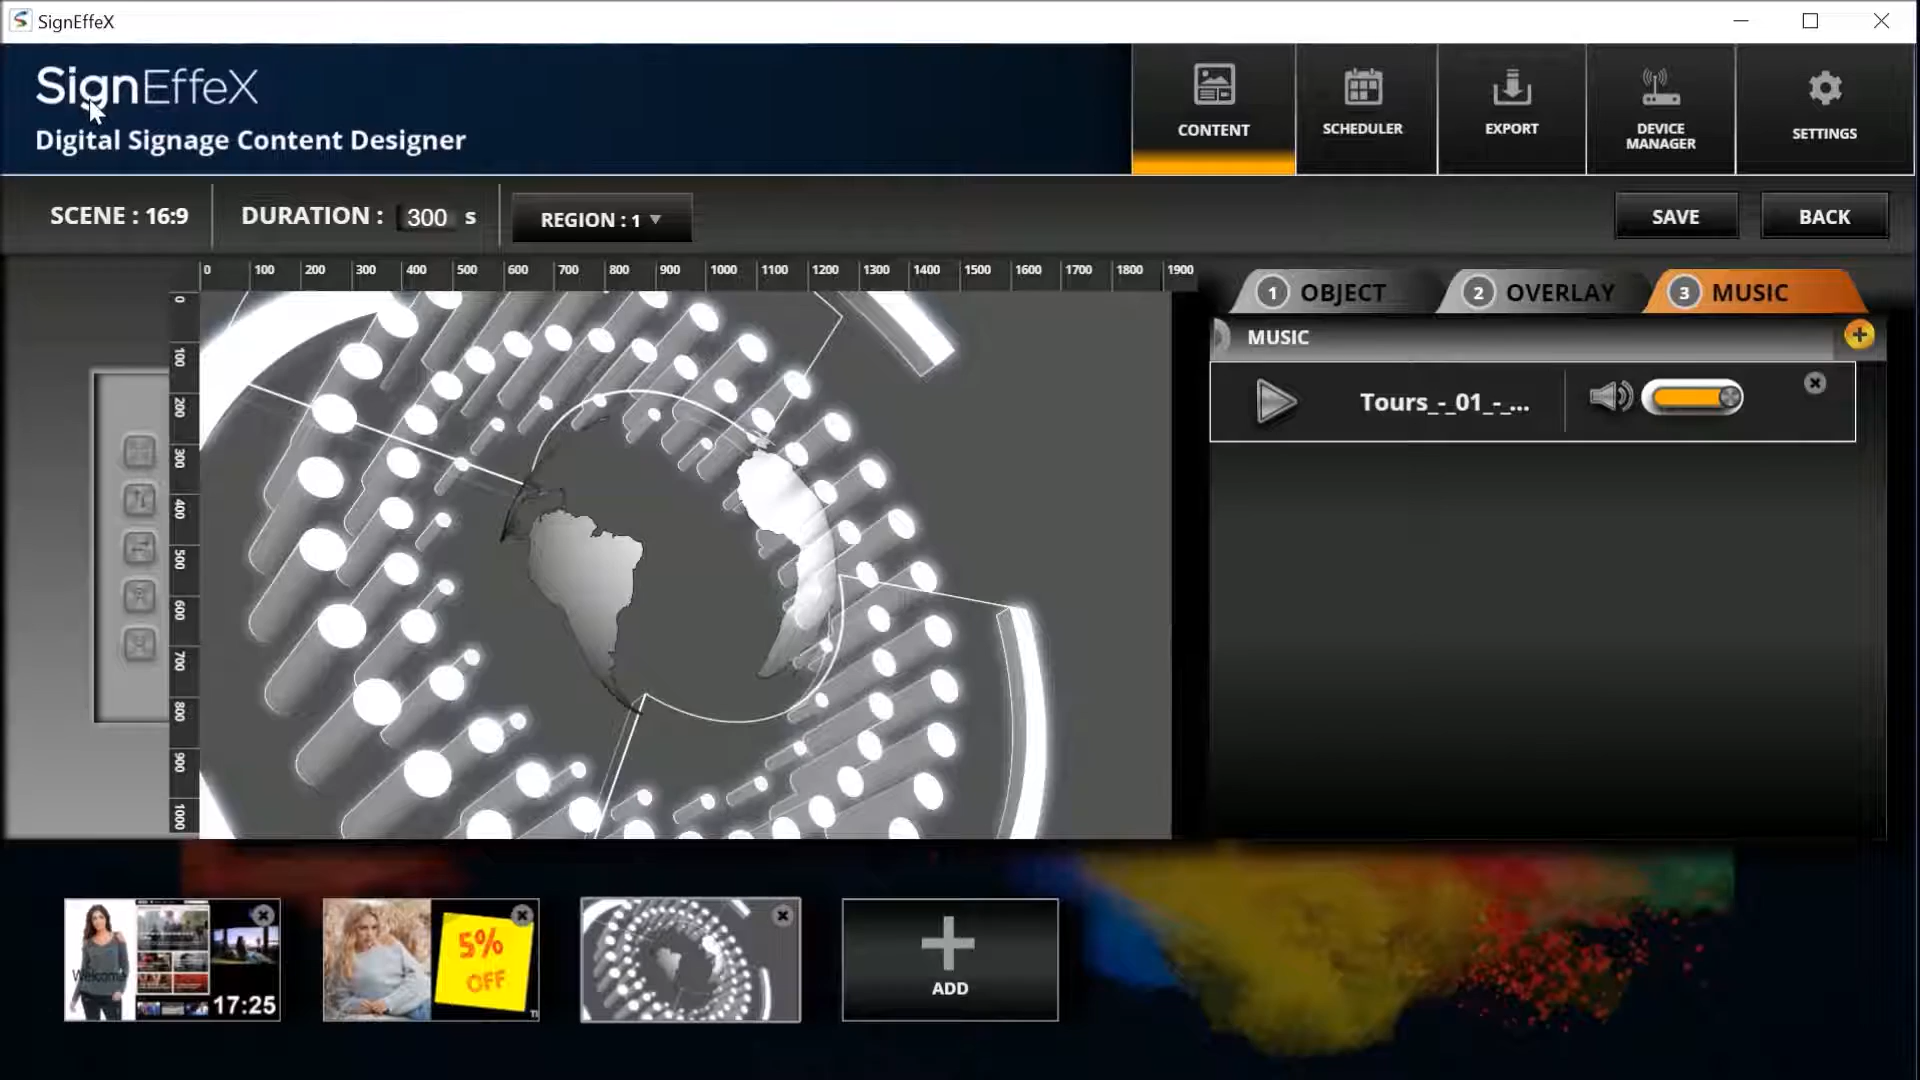 SignEffeX
SignEffeX
Digital Signage Content Designer
CONTENT
SCHEDULER
EXPORT
DEVICE
MANAGER
SETTINGS
SCENE : 16:9
DURATION : 300 s
REGION : 1
SAVE
BACK
0 100 200 300 400 500 600 700 800 900 1000 1100 1200 1300 1400 1500 1600 1700 1800 1900
0
100
200
300
400
500
600
700
800
900
1000
1 OBJECT
2 OVERLAY
3 MUSIC
MUSIC
Tours_-_01_-_...
Welcome
17:25
5%
OFF
ADD